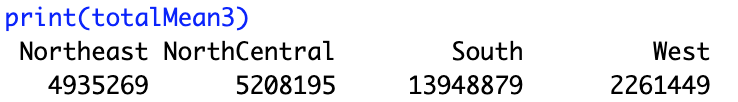 print(totalMean3)
Northeast NorthCentral South West
4935269 5208195 13948879 2261449